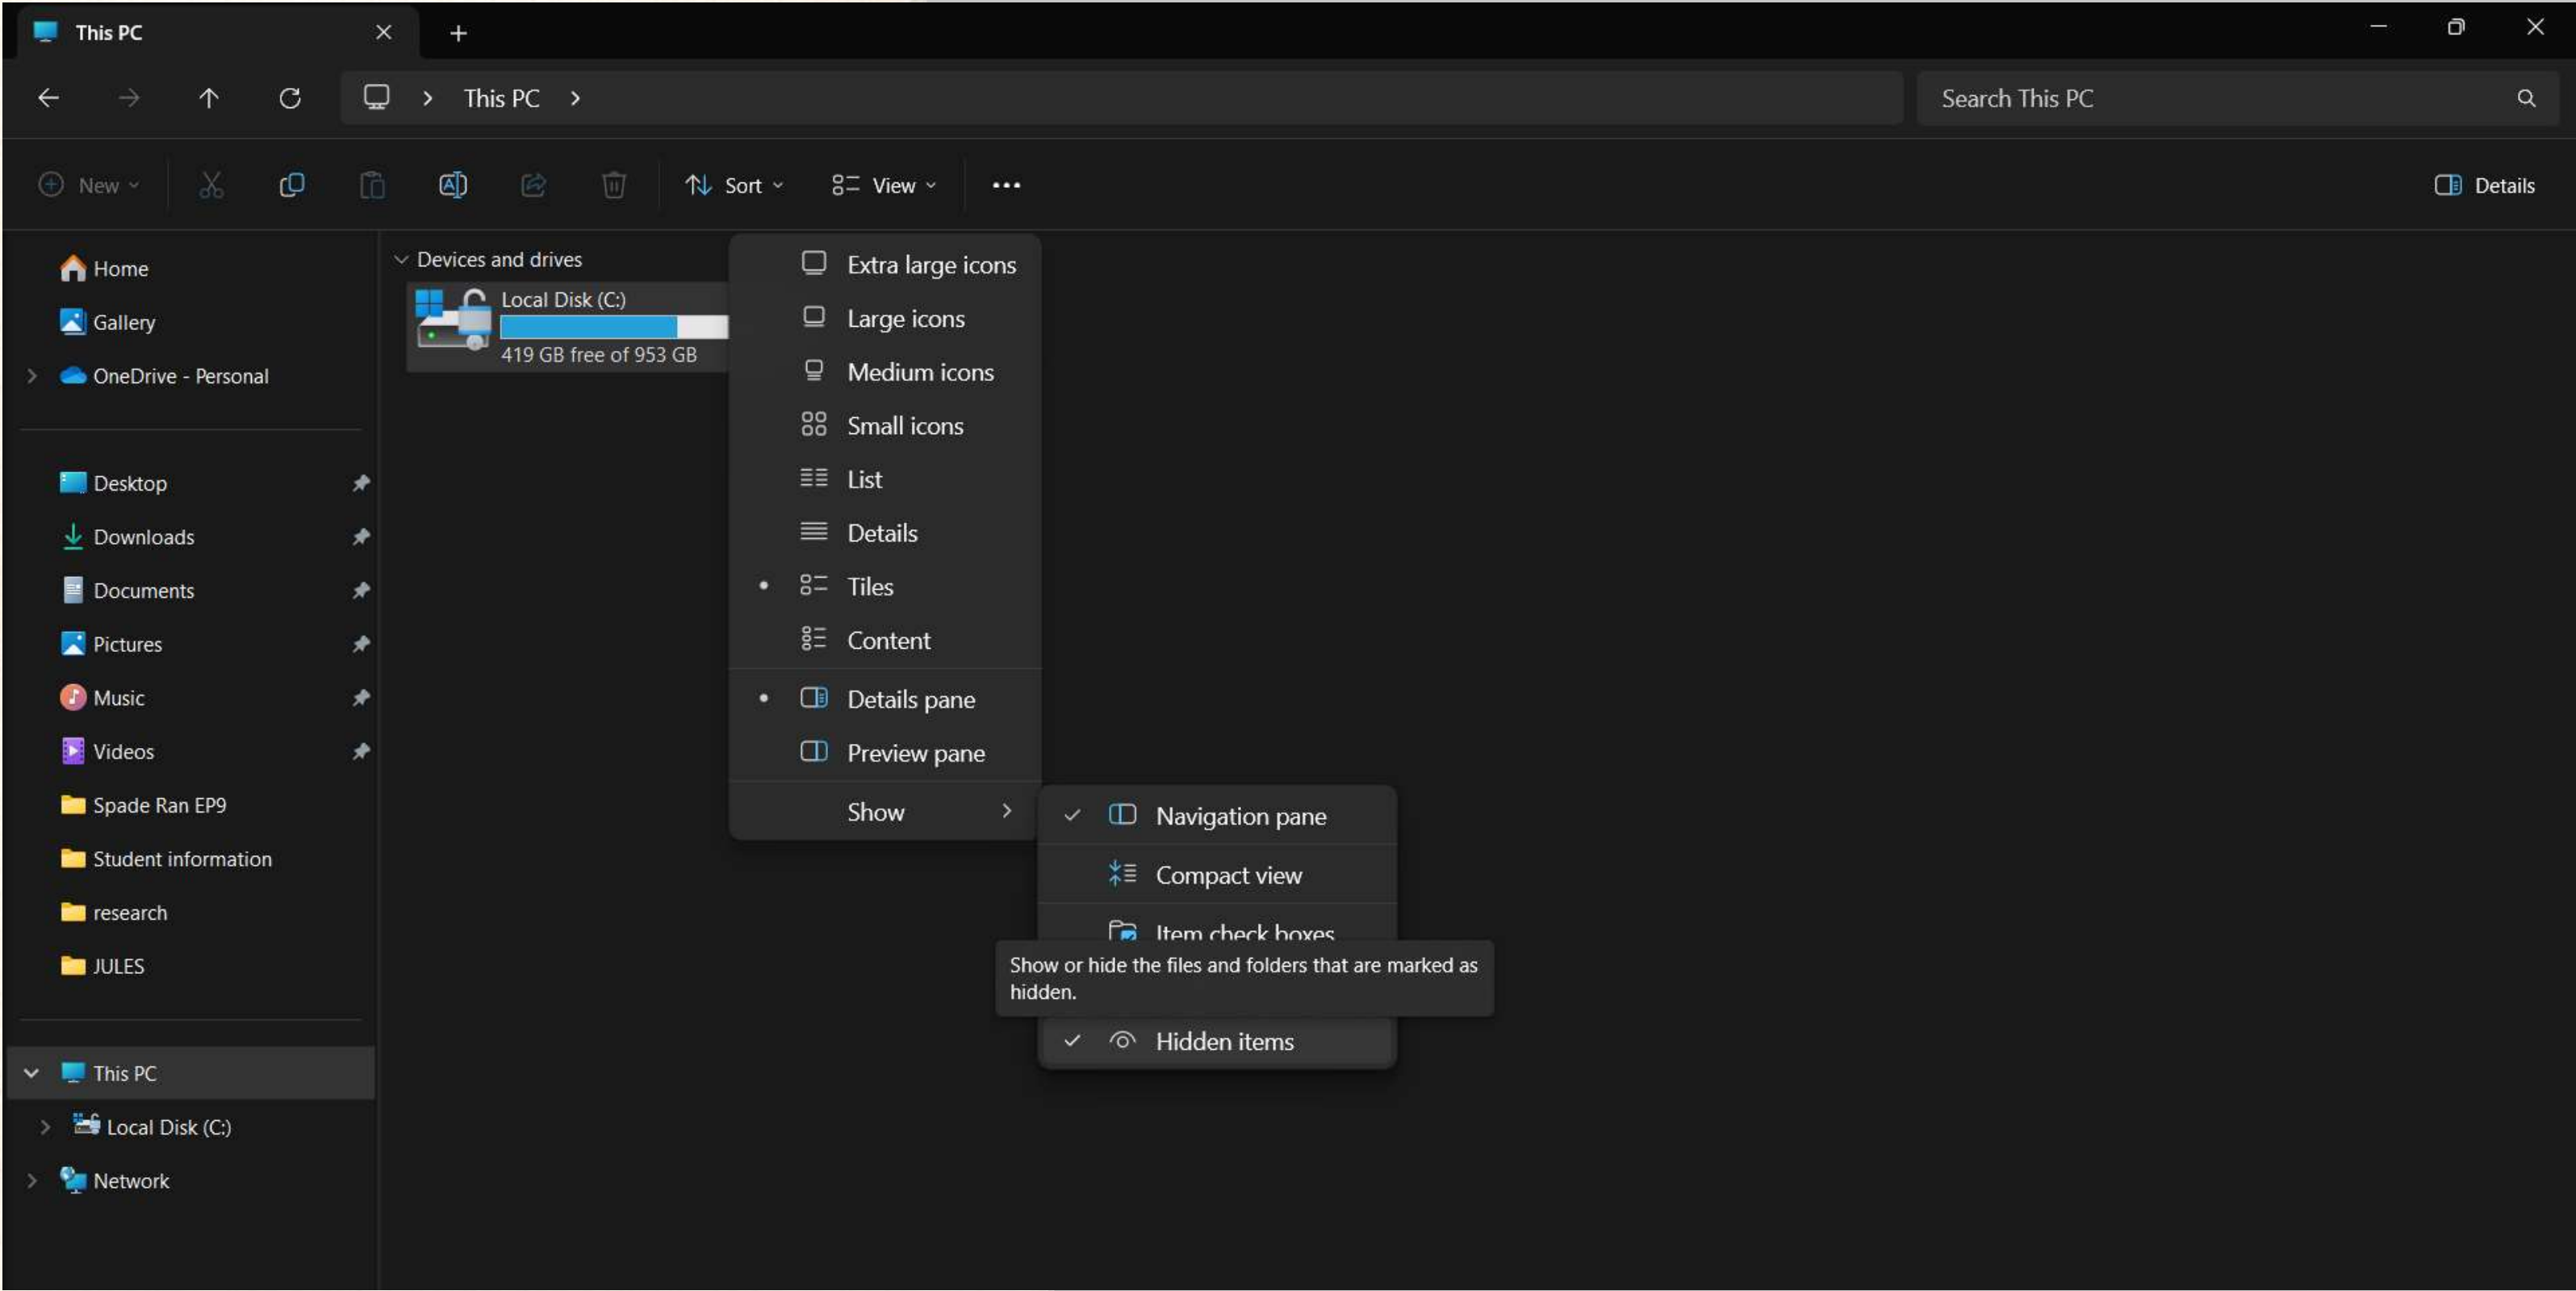 This PC
This PC
Search This PC
New
Sort
View
Details
Home
Gallery
OneDrive - Personal
Desktop
Downloads
Documents
Pictures
Music
Videos
Spade Ran EP9
Student information
research
JULES
This PC
Local Disk (C:)
Network
Devices and drives
Local Disk (C:)
419 GB free of 953 GB
Extra large icons
Large icons
Medium icons
Small icons
List
Details
Tiles
Content
Details pane
Preview pane
Show
Navigation pane
Compact view
Item check boxes
Show or hide the files and folders that are marked as
hidden.
Hidden items